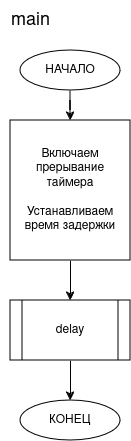 main
НАЧАЛО
Включаем
прерывание
таймера
Устанавливаем
время задержки
delay
КОНЕЦ